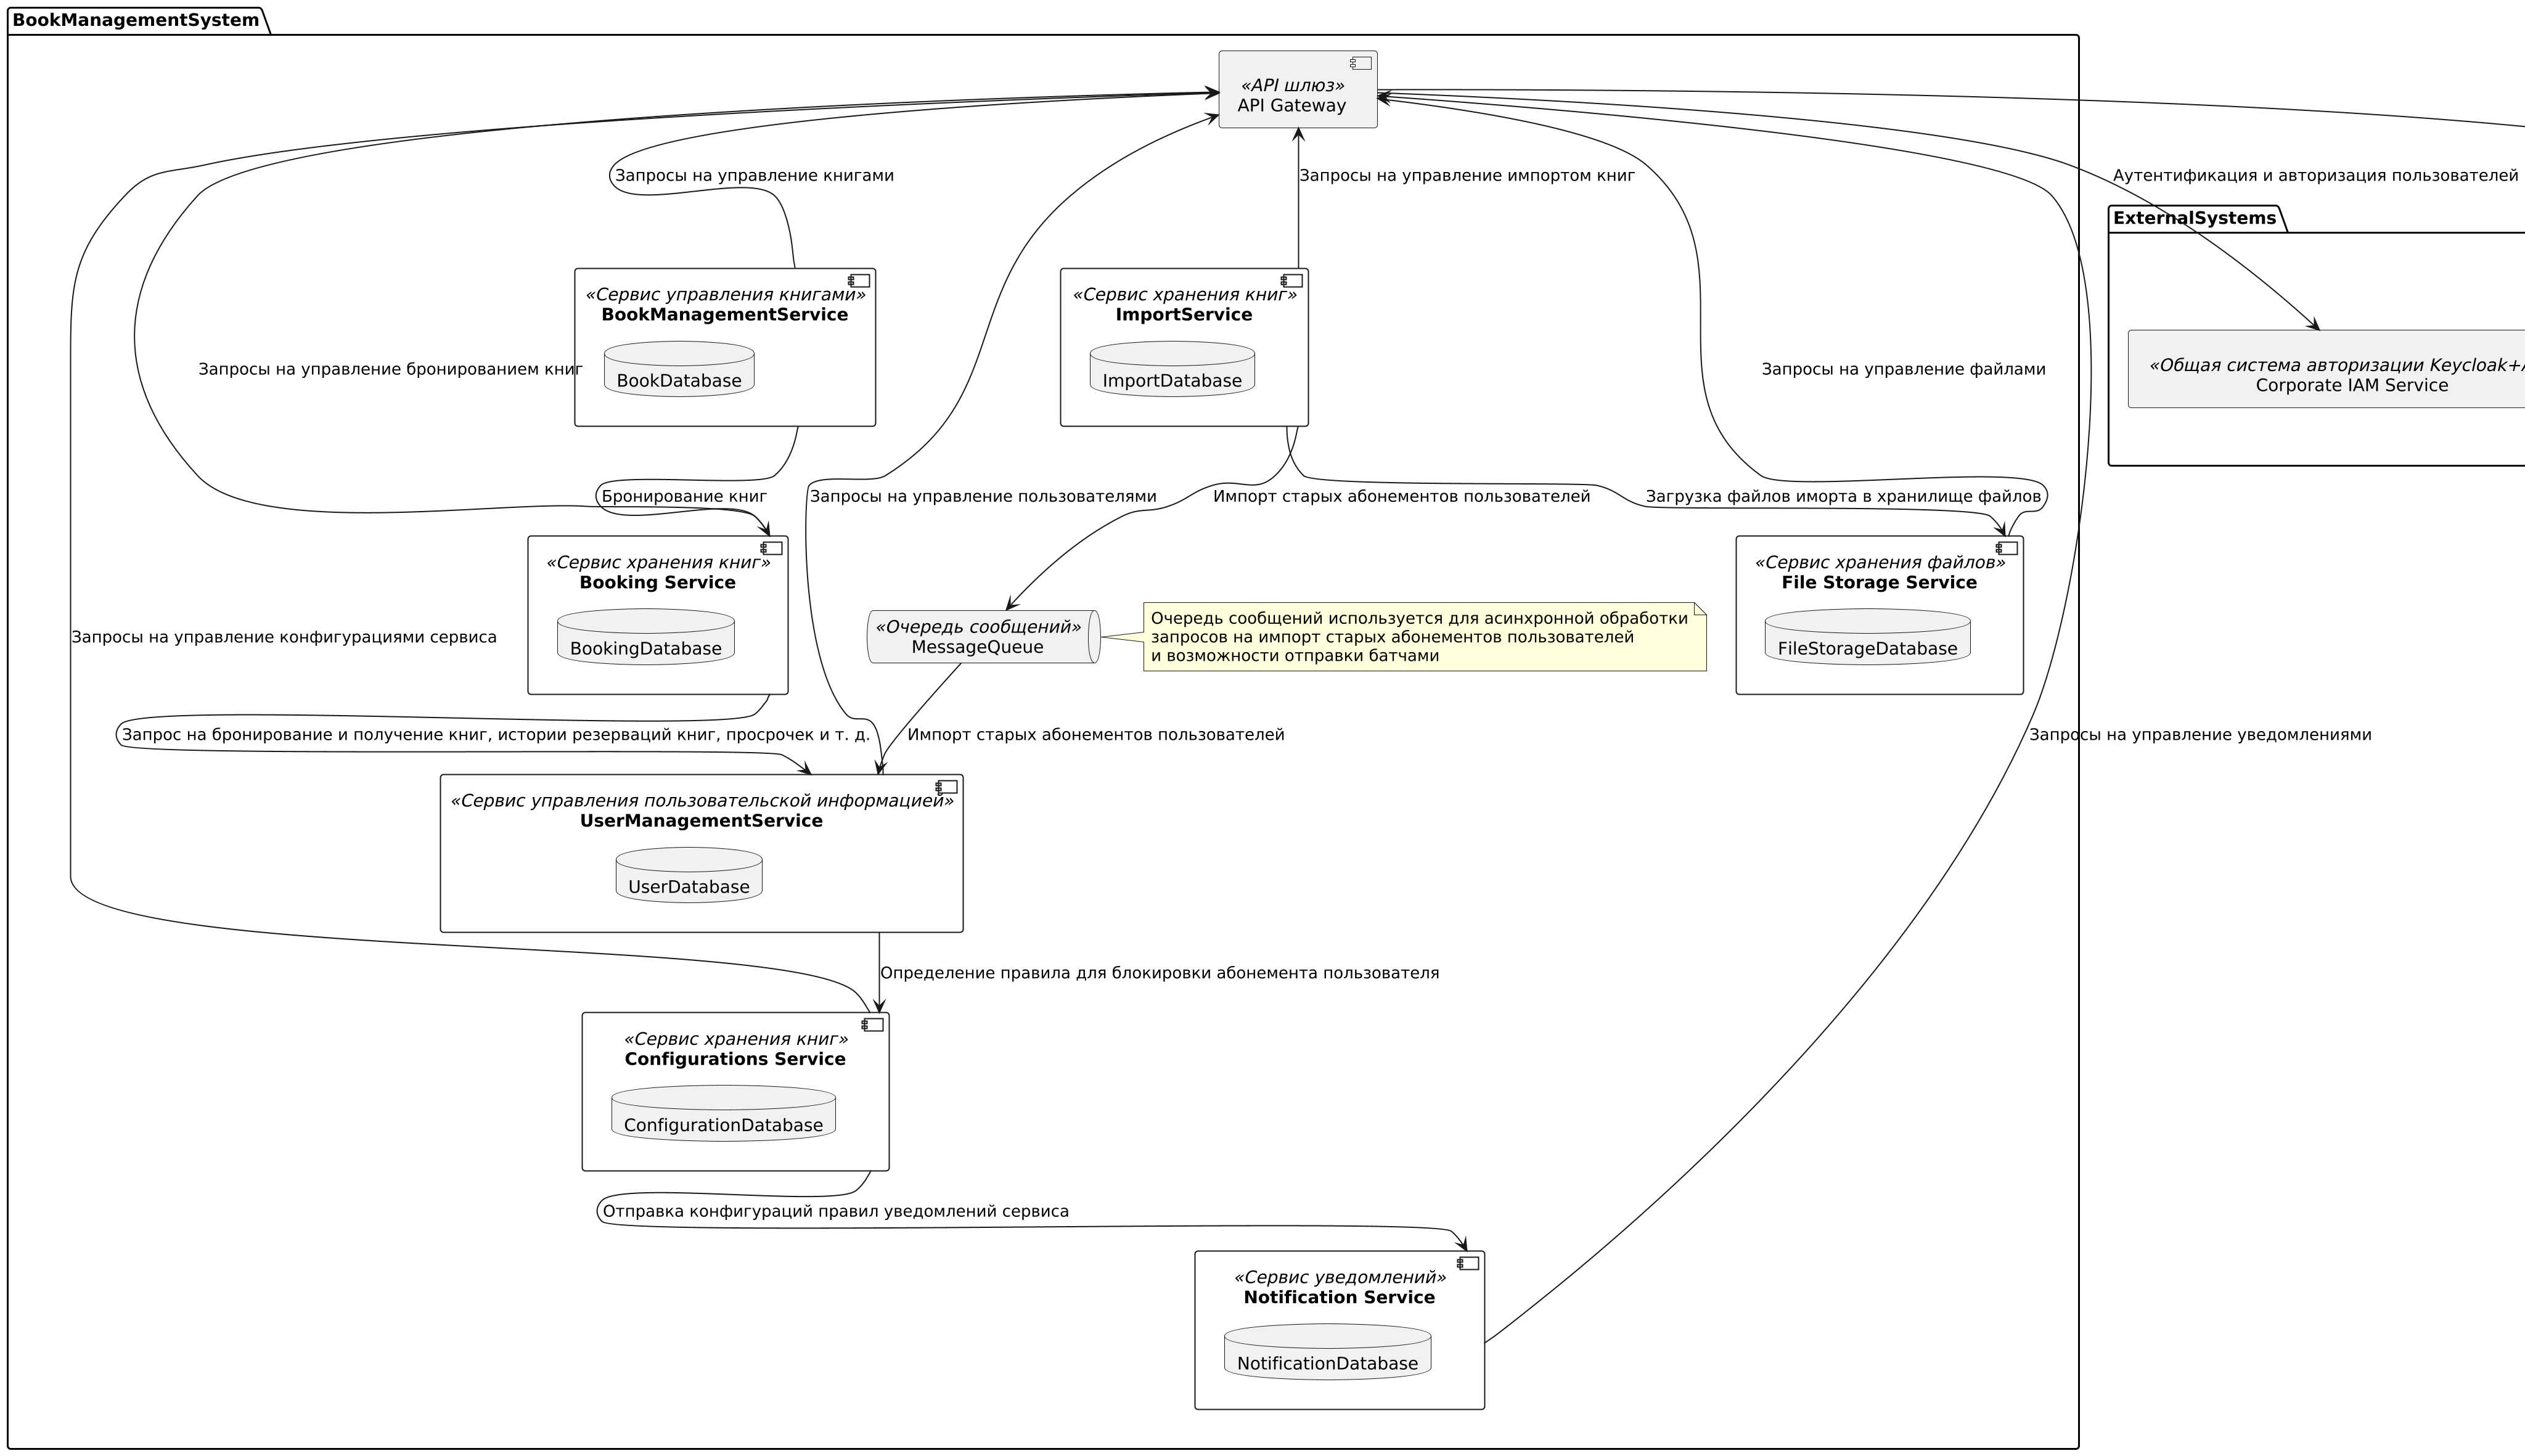 BookManagementSystem
«API шлюз»
API Gateway
Запросы на управление книгами
Запросы на управление импортом книг
Аутентификация и авторизация пользователей
ExternalSystems
«Сервис управления книгами»
BookManagementService
BookDatabase
«Сервис хранения книг»
ImportService
ImportDatabase
Запросы на управление бронированием книг
Запросы на управление файлами
«Общая система авторизации Keycloak+A
Corporate IAM Service
Бронирование книг
Запросы на управление пользователями
Импорт старых абонементов пользователей
Загрузка файлов иморта в хранилище файлов
«Сервис хранения книг»
Booking Service
BookingDatabase
«Очередь сообщений»
MessageQueue
Очередь сообщений используется для асинхронной обработки
запросов на импорт старых абонементов пользователей
и возможности отправки батчами
«Сервис хранения файлов»
File Storage Service
FileStorageDatabase
Запросы на управление конфигурациями сервиса
Запрос на бронирование и получение книг, истории резерваций книг, просрочек и т. д.
Импорт старых абонементов пользователей
Запросы на управление уведомлениями
«Сервис управления пользовательской информацией»
UserManagementService
UserDatabase
Определение правила для блокировки абонемента пользователя
«Сервис хранения книг»
Configurations Service
ConfigurationDatabase
Отправка конфигураций правил уведомлений сервиса
«Сервис уведомлений»
Notification Service
NotificationDatabase